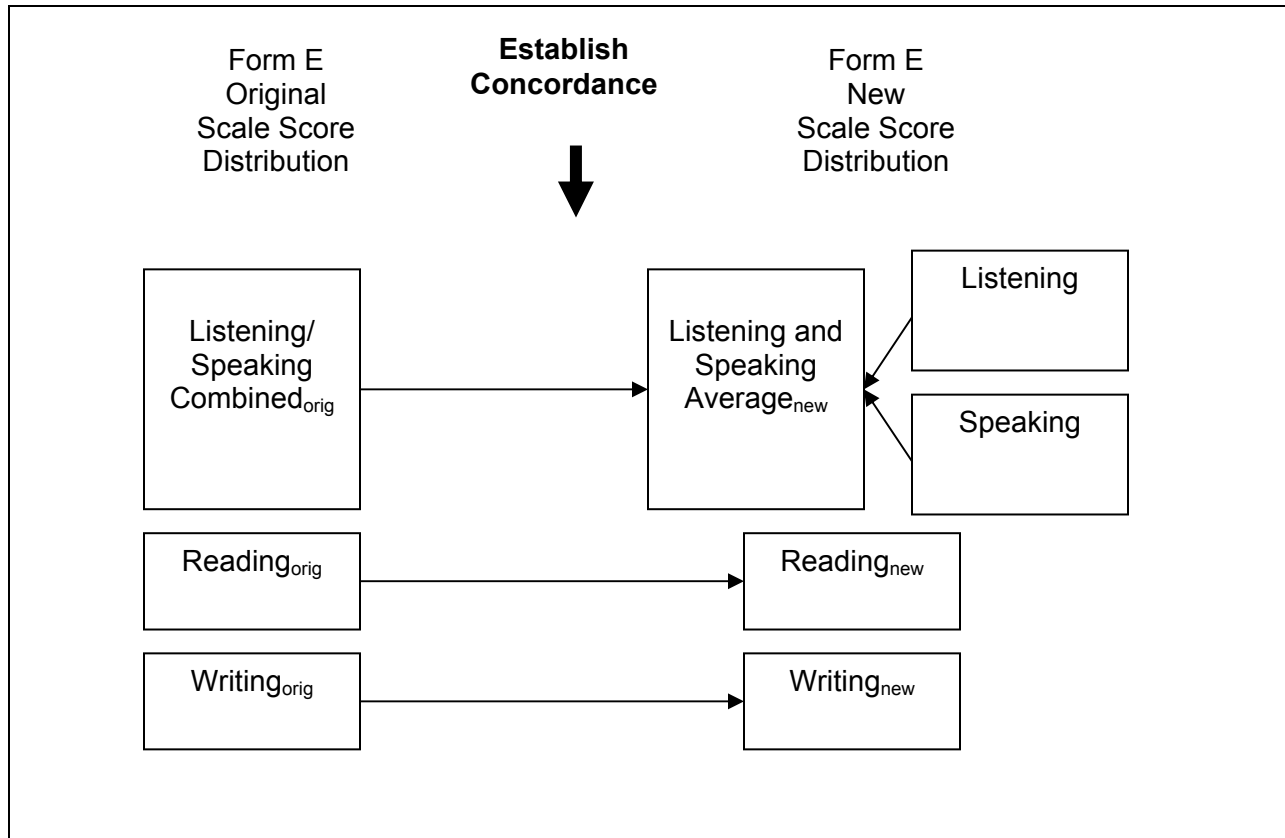 Form E
Original
Scale Score
Distribution
Establish
Concordance
Form E
New
Scale Score
Distribution
Listening/
Speaking
Combinedorig
Listening and
Speaking
Averagenew
Listening
Speaking
Readingorig
Readingnew
Writingorig
Writingnew